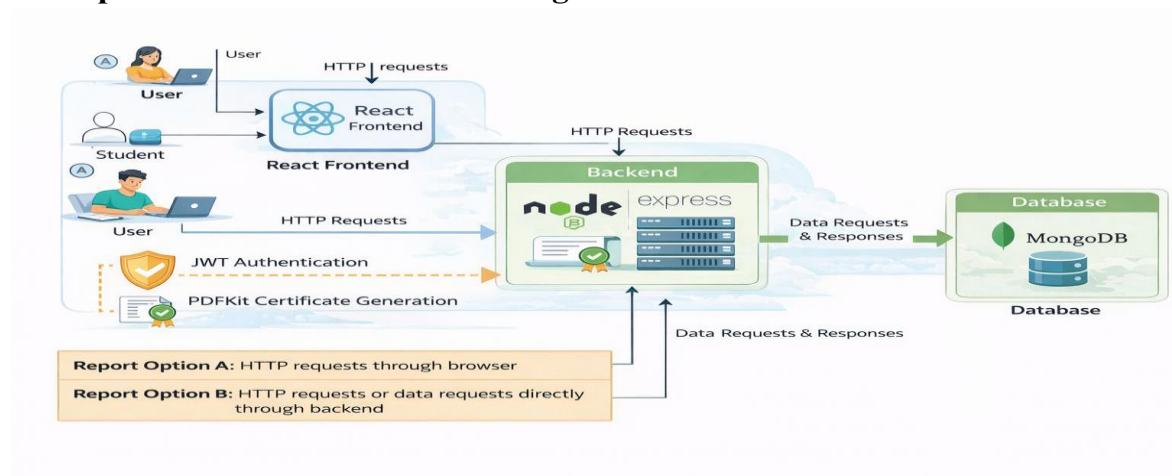 User
HTTP requests
A
User
React
Frontend
Student
React Frontend
HTTP Requests
A
User
HTTP Requests
Backend
node
express
Data Requests
& Responses
Database
MongoDB
Database
JWT Authentication
PDFKit Certificate Generation
Data Requests & Responses
Report Option A: HTTP requests through browser
Report Option B: HTTP requests or data requests directly
through backend